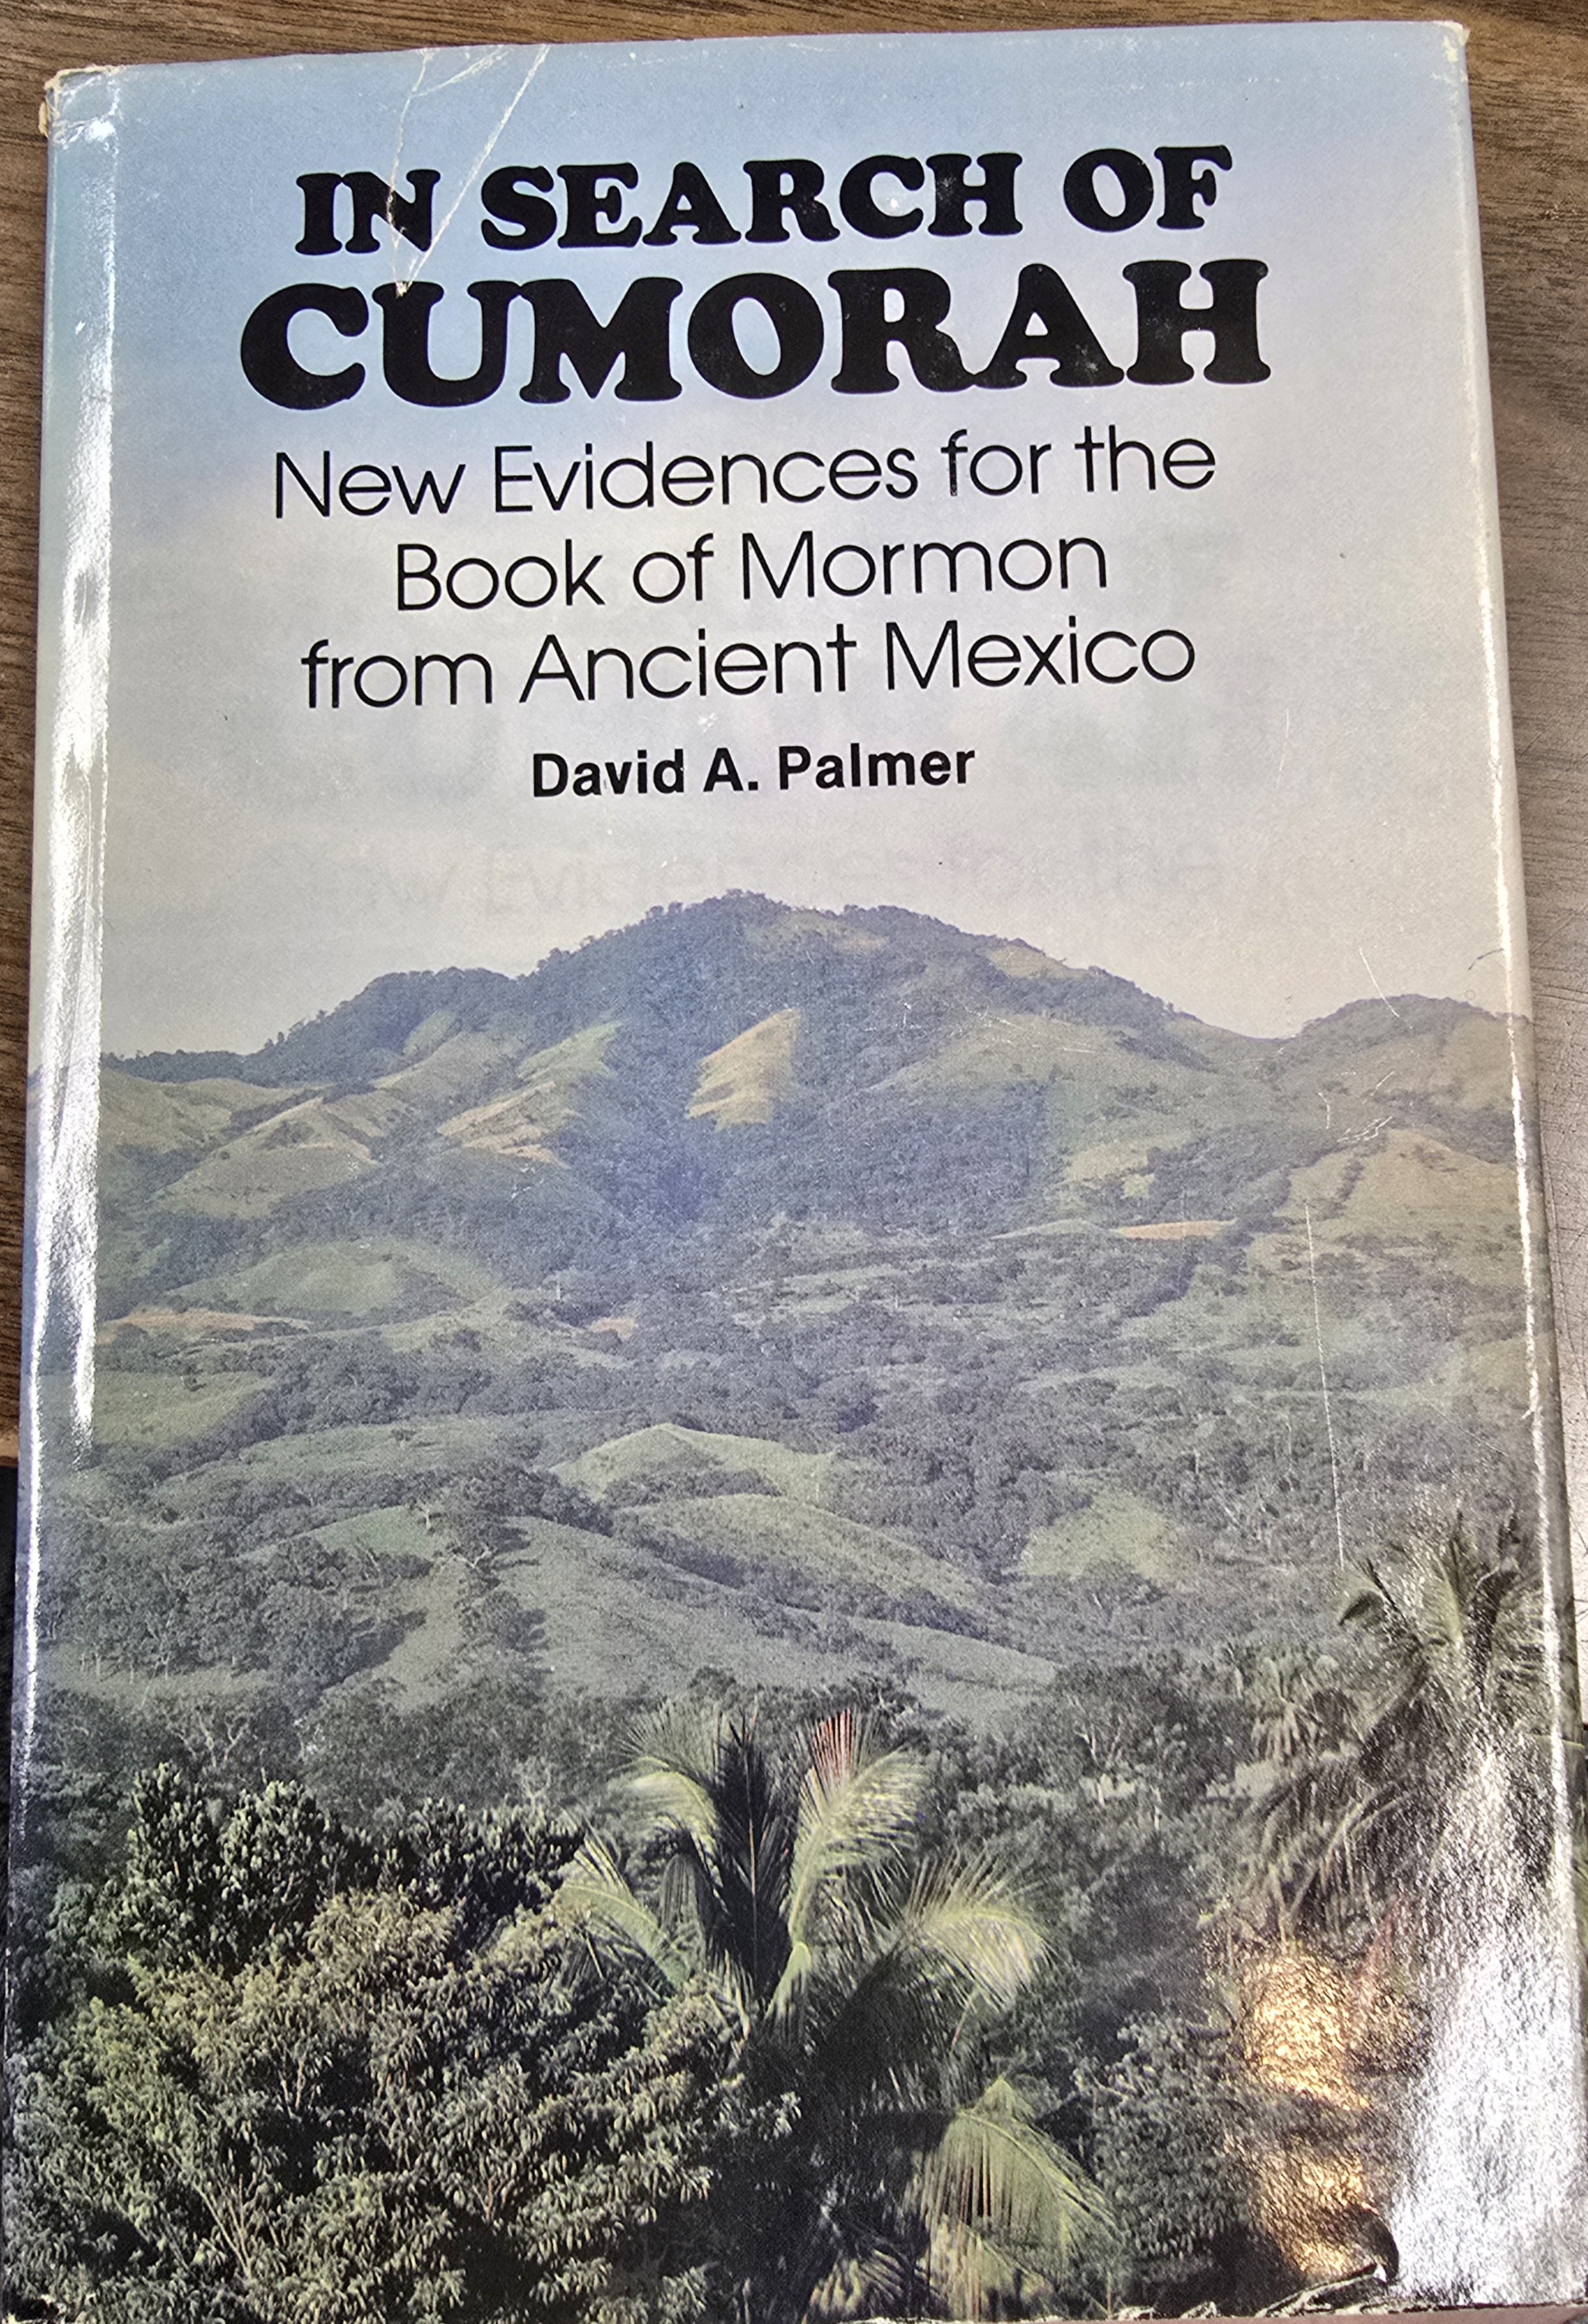 IN SEARCH OF
CUMORAH
New Evidences for the
Book of Mormon
from Ancient Mexico
David A. Palmer